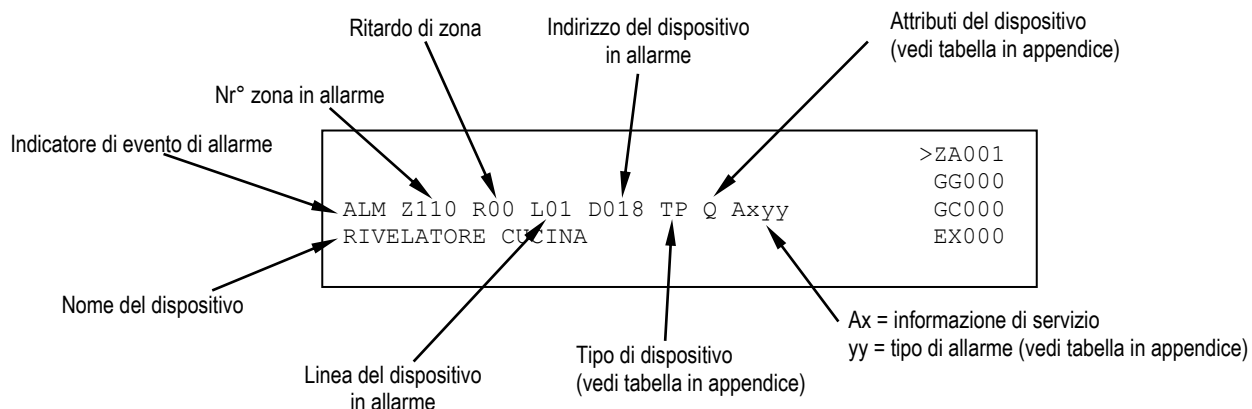 Ritardo di zona
Indirizzo del dispositivo
in allarme
Attributi del dispositivo
(vedi tabella in appendice)
Nr° zona in allarme
Indicatore di evento di allarme
>ZA001
GG000
ALM Z110 R00 L01 D018 TP Q Axyy
GC000
RIVELATORE CUCINA
EX000
Nome del dispositivo
Linea del dispositivo
in allarme
Tipo di dispositivo
(vedi tabella in appendice)
Ax = informazione di servizio
yy = tipo di allarme (vedi tabella in appendice)